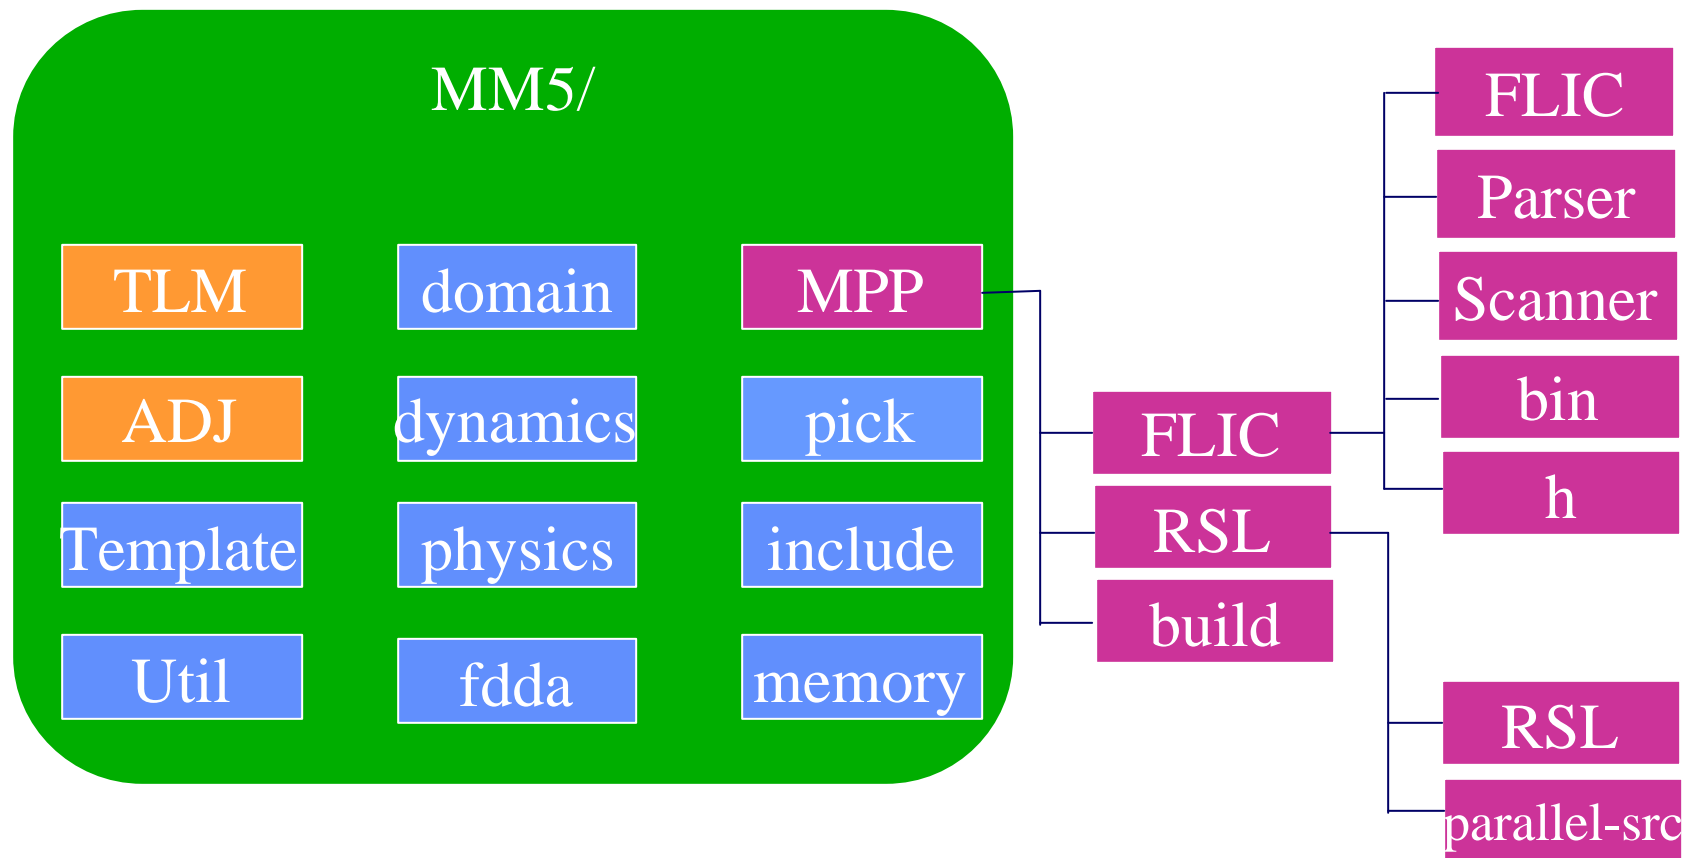 MM5/
TLM
domain
MPP
ADJ
dynamics
pick
Template
physics
include
Util
fdda
memory
FLIC
RSL
build
FLIC
Parser
Scanner
bin
h
RSL
parallel-src